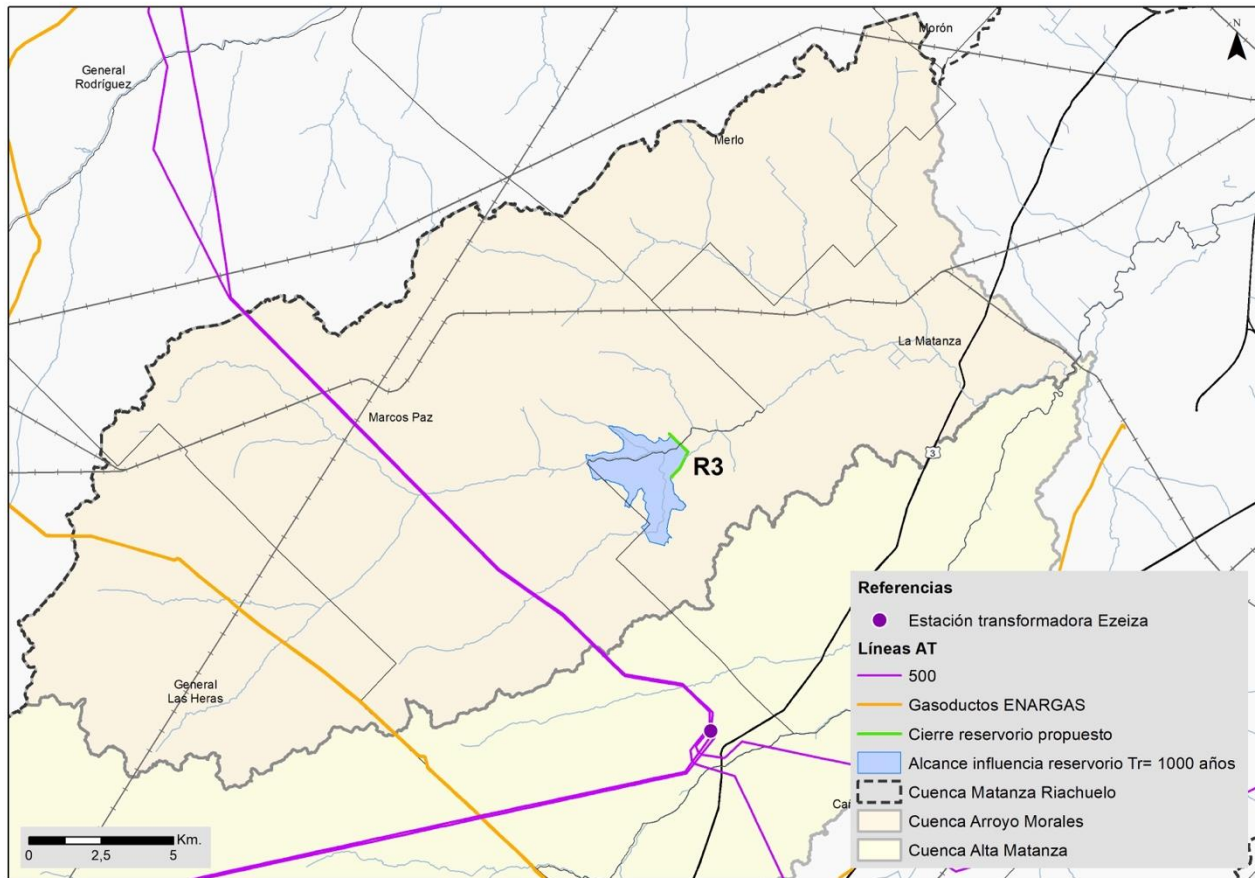 Morón
N
General
Rodríguez
Merlo
La Matanza
Marcos Paz
R3
3
General
Las Heras
Referencias
Estación transformadora Ezeiza
Líneas AT
500
Gasoductos ENARGAS
Cierre reservorio propuesto
Alcance influencia reservorio Tr= 1000 años
Cuenca Matanza Riachuelo
Cuenca Arroyo Morales
Cuenca Alta Matanza
Km.
0 2,5 5